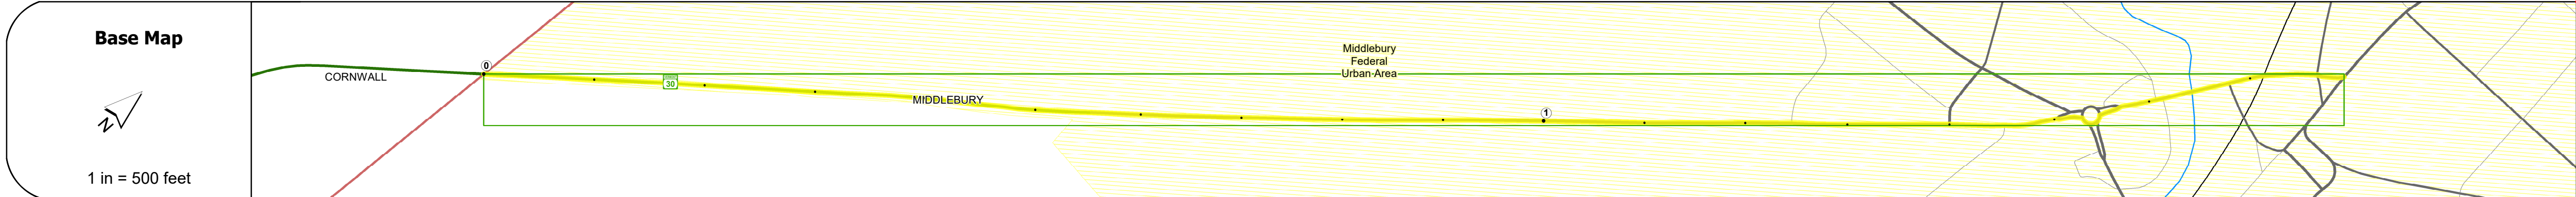 Base Map
N
1 in = 500 feet
CORNWALL
0
30
MIDDLEBURY
Middlebury
Federal
Urban Area
1